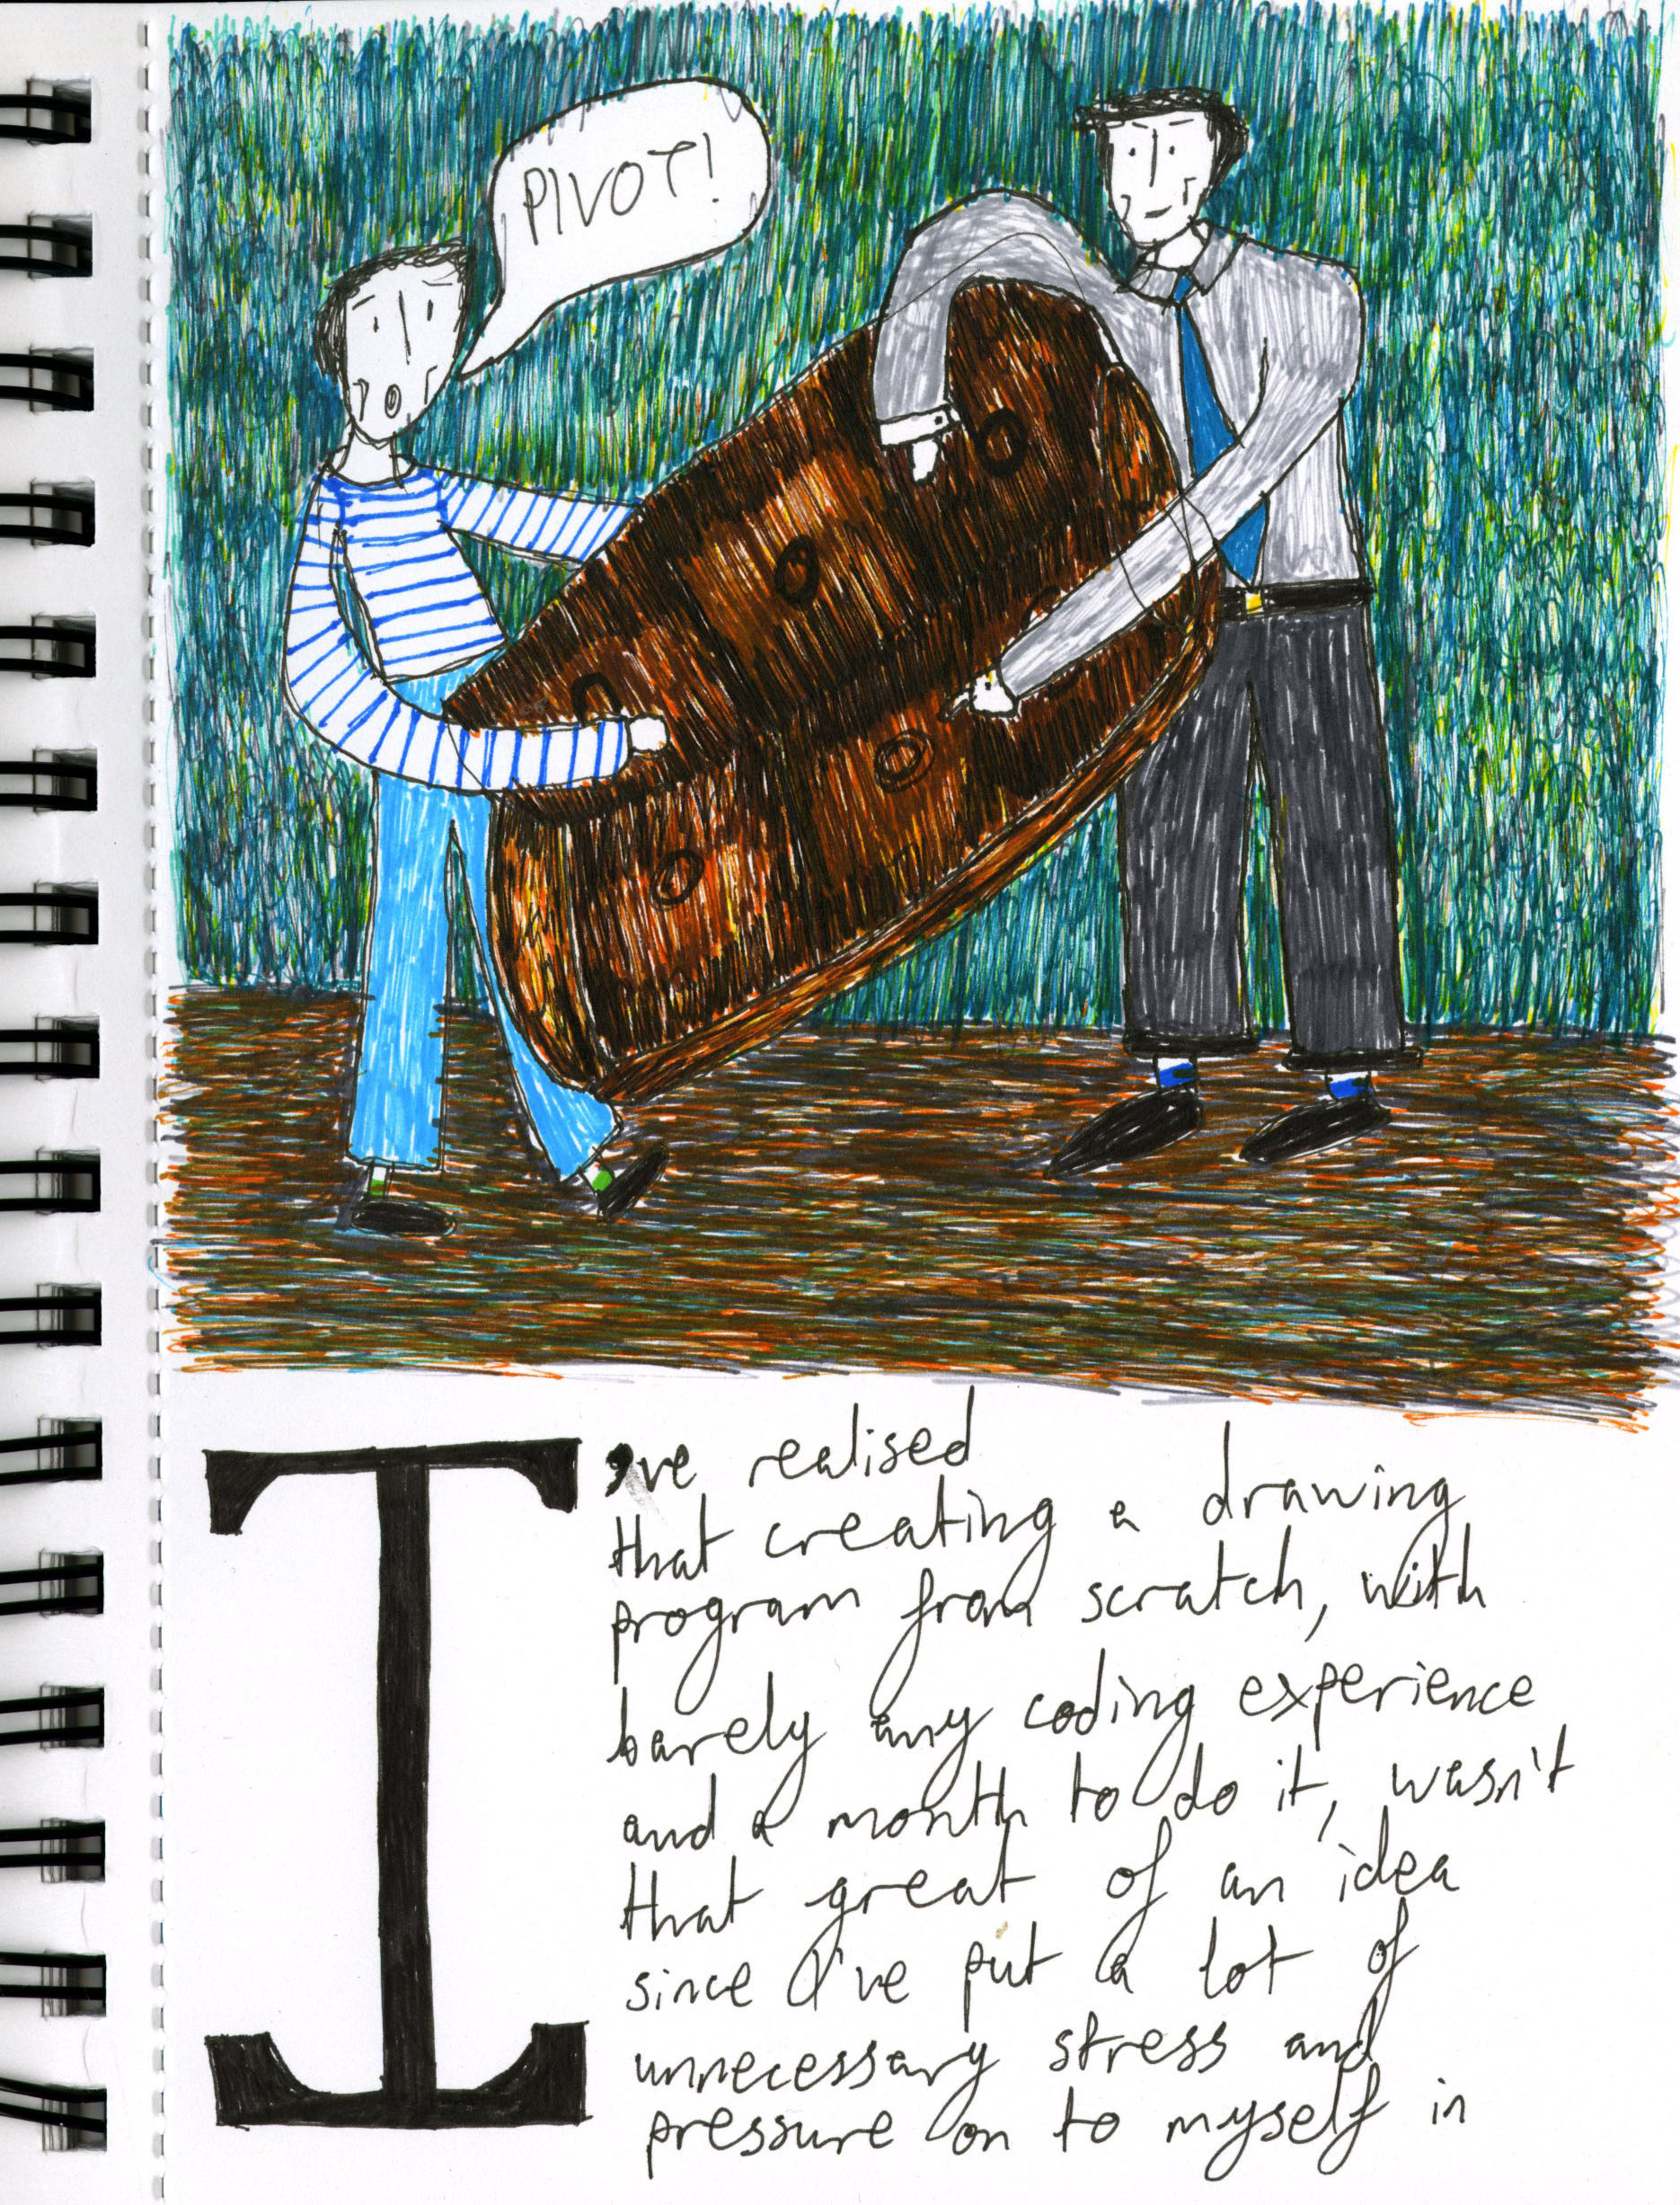 PIVOT!
I've realised
that creating a drawing
program from scratch, with
barely any coding experience
and a month to do it, wasn't
that great of an idea
since I've put a lot of
unnecessary stress and
pressure on to myself in